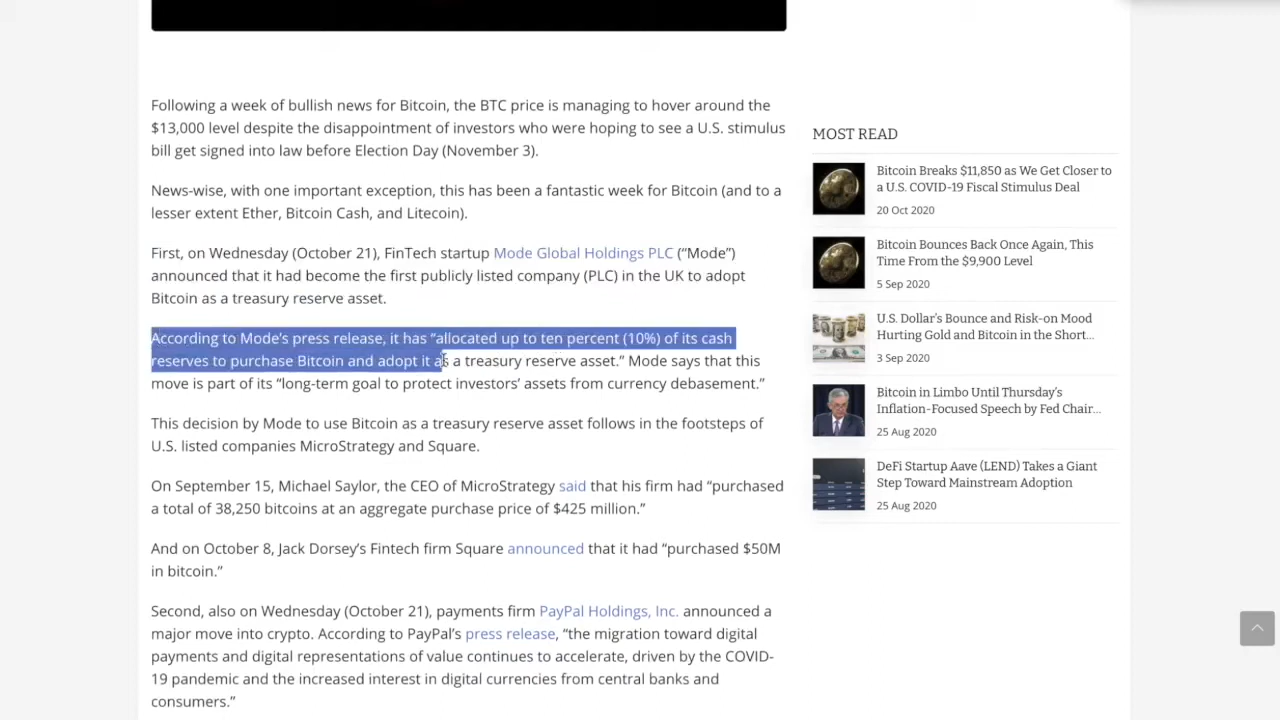 Following a week of bullish news for Bitcoin, the BTC price is managing to hover around the
$13,000 level despite the disappointment of investors who were hoping to see a U.S. stimulus
bill get signed into law before Election Day (November 3).
News-wise, with one important exception, this has been a fantastic week for Bitcoin (and to a
lesser extent Ether, Bitcoin Cash, and Litecoin).
First, on Wednesday (October 21), FinTech startup Mode Global Holdings PLC (“Mode”)
announced that it had become the first publicly listed company (PLC) in the UK to adopt
Bitcoin as a treasury reserve asset.
According to Mode's press release, it has “allocated up to ten percent (10%) of its cash
reserves to purchase Bitcoin and adopt it as a treasury reserve asset.” Mode says that this
move is part of its “long-term goal to protect investors’ assets from currency debasement.”
This decision by Mode to use Bitcoin as a treasury reserve asset follows in the footsteps of
U.S. listed companies MicroStrategy and Square.
On September 15, Michael Saylor, the CEO of MicroStrategy said that his firm had “purchased
a total of 38,250 bitcoins at an aggregate purchase price of $425 million.”
And on October 8, Jack Dorsey’s Fintech firm Square announced that it had “purchased $50M
in bitcoin.”
Second, also on Wednesday (October 21), payments firm PayPal Holdings, Inc. announced a
major move into crypto. According to PayPal’s press release, “the migration toward digital
payments and digital representations of value continues to accelerate, driven by the COVID-
19 pandemic and the increased interest in digital currencies from central banks and
consumers.”
MOST READ
Bitcoin Breaks $11,850 as We Get Closer to
a U.S. COVID-19 Fiscal Stimulus Deal
20 Oct 2020
Bitcoin Bounces Back Once Again, This
Time From the $9,900 Level
5 Sep 2020
U.S. Dollar’s Bounce and Risk-on Mood
Hurting Gold and Bitcoin in the Short...
3 Sep 2020
Bitcoin in Limbo Until Thursday’s
Inflation-Focused Speech by Fed Chair...
25 Aug 2020
DeFi Startup Aave (LEND) Takes a Giant
Step Toward Mainstream Adoption
25 Aug 2020